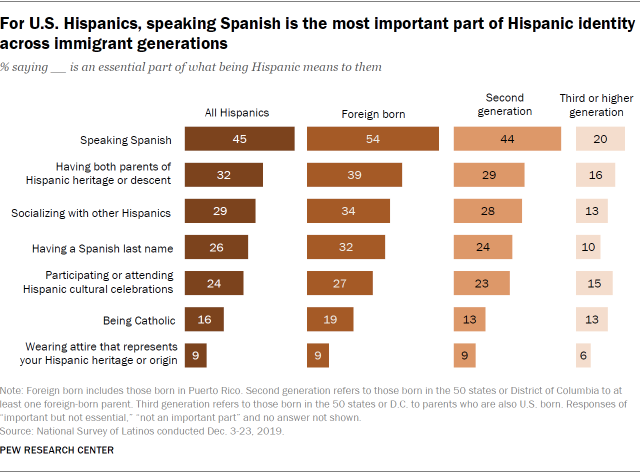 For U.S. Hispanics, speaking Spanish is the most important part of Hispanic identity
across immigrant generations
% saying __ is an essential part of what being Hispanic means to them
All Hispanics
Foreign born
Second
generation
Third or higher
generation
Speaking Spanish
45
54
44
20
Having both parents of
Hispanic heritage or descent
32
39
29
16
Socializing with other Hispanics
29
34
28
13
Having a Spanish last name
26
32
24
10
Participating or attending
Hispanic cultural celebrations
24
27
23
15
Being Catholic
16
19
13
13
Wearing attire that represents
your Hispanic heritage or origin
9
9
9
6
Note: Foreign born includes those born in Puerto Rico. Second generation refers to those born in the 50 states or District of Columbia to at
least one foreign-born parent. Third generation refers to those born in the 50 states or D.C. to parents who are also U.S. born. Responses of
“important but not essential,” “not an important part” and no answer not shown.
Source: National Survey of Latinos conducted Dec. 3-23, 2019.
PEW RESEARCH CENTER